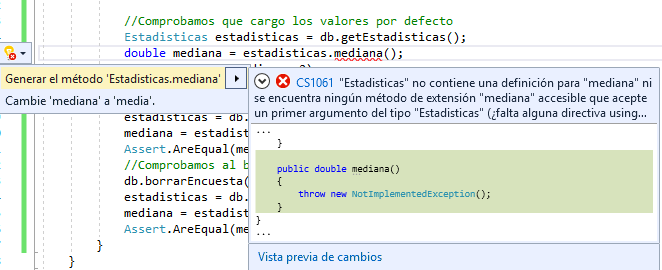 //Comprobamos que cargo los valores por defecto
Estadisticas estadisticas = db.getEstadisticas();
double mediana = estadisticas.mediana();
Generar el método 'Estadisticas.mediana'
Cambie 'mediana' a 'media'.
CS1061 "Estadisticas" no contiene una definición para "mediana" ni
se encuentra ningún método de extensión "mediana" accesible que acepte
un primer argumento del tipo "Estadisticas" (¿falta alguna directiva using...
...
}
public double mediana()
{
throw new NotImplementedException();
}
}
...
Vista previa de cambios
estadisticas = db.
mediana = estadist
Assert.AreEqual(me
//Comprobamos al b
db.borrarEncuesta(
estadisticas = db.
mediana = estadist
Assert.AreEqual(me
}
}